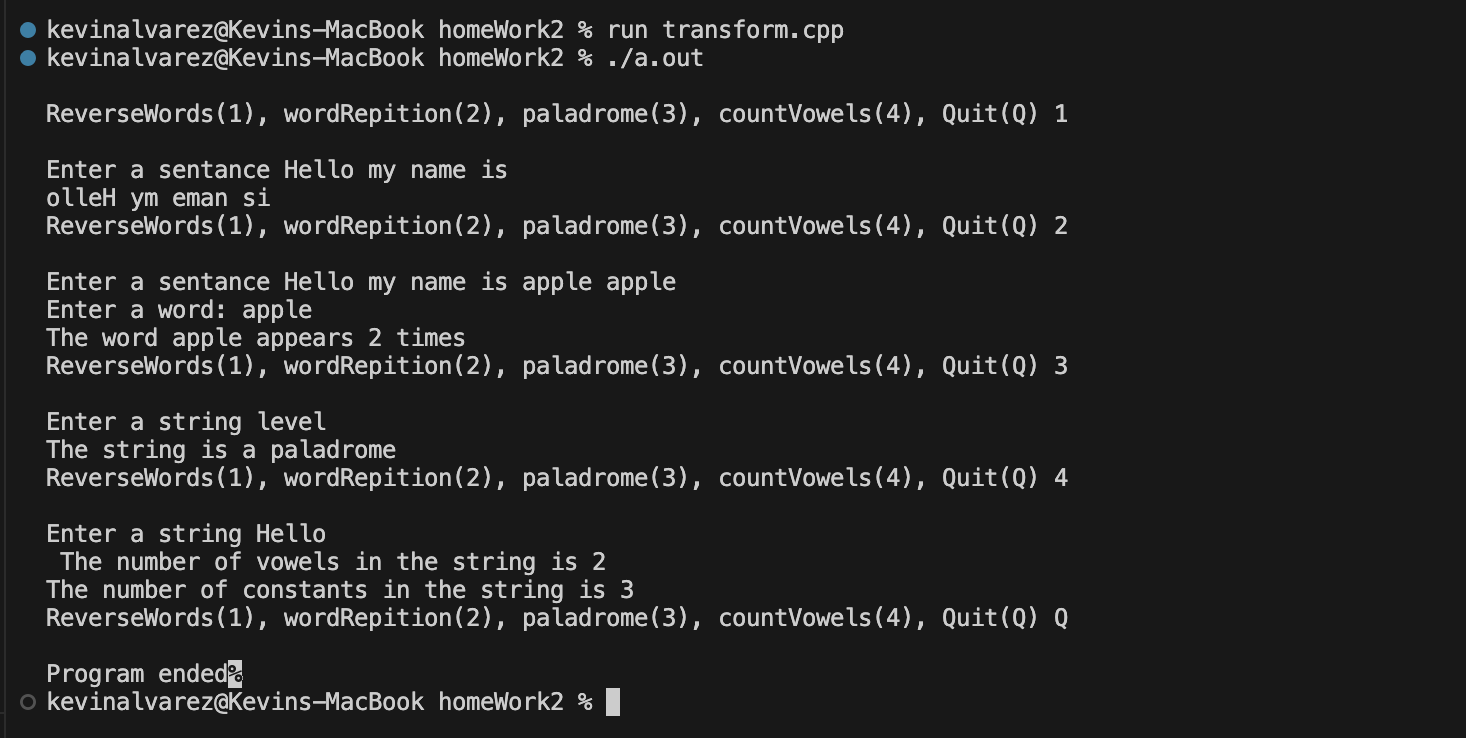 kevinalvarez@Kevins-MacBook homeWork2 % run transform.cpp
kevinalvarez@Kevins-MacBook homeWork2 % ./a.out
ReverseWords(1), wordRepition(2), paladrome(3), countVowels(4), Quit(Q) 1
Enter a sentance Hello my name is
olleH ym eman si
ReverseWords(1), wordRepition(2), paladrome(3), countVowels(4), Quit(Q) 2
Enter a sentance Hello my name is apple apple
Enter a word: apple
The word apple appears 2 times
ReverseWords(1), wordRepition(2), paladrome(3), countVowels(4), Quit(Q) 3
Enter a string level
The string is a paladrome
ReverseWords(1), wordRepition(2), paladrome(3), countVowels(4), Quit(Q) 4
Enter a string Hello
The number of vowels in the string is 2
The number of constants in the string is 3
ReverseWords(1), wordRepition(2), paladrome(3), countVowels(4), Quit(Q) Q
Program ended%
kevinalvarez@Kevins-MacBook homeWork2 %